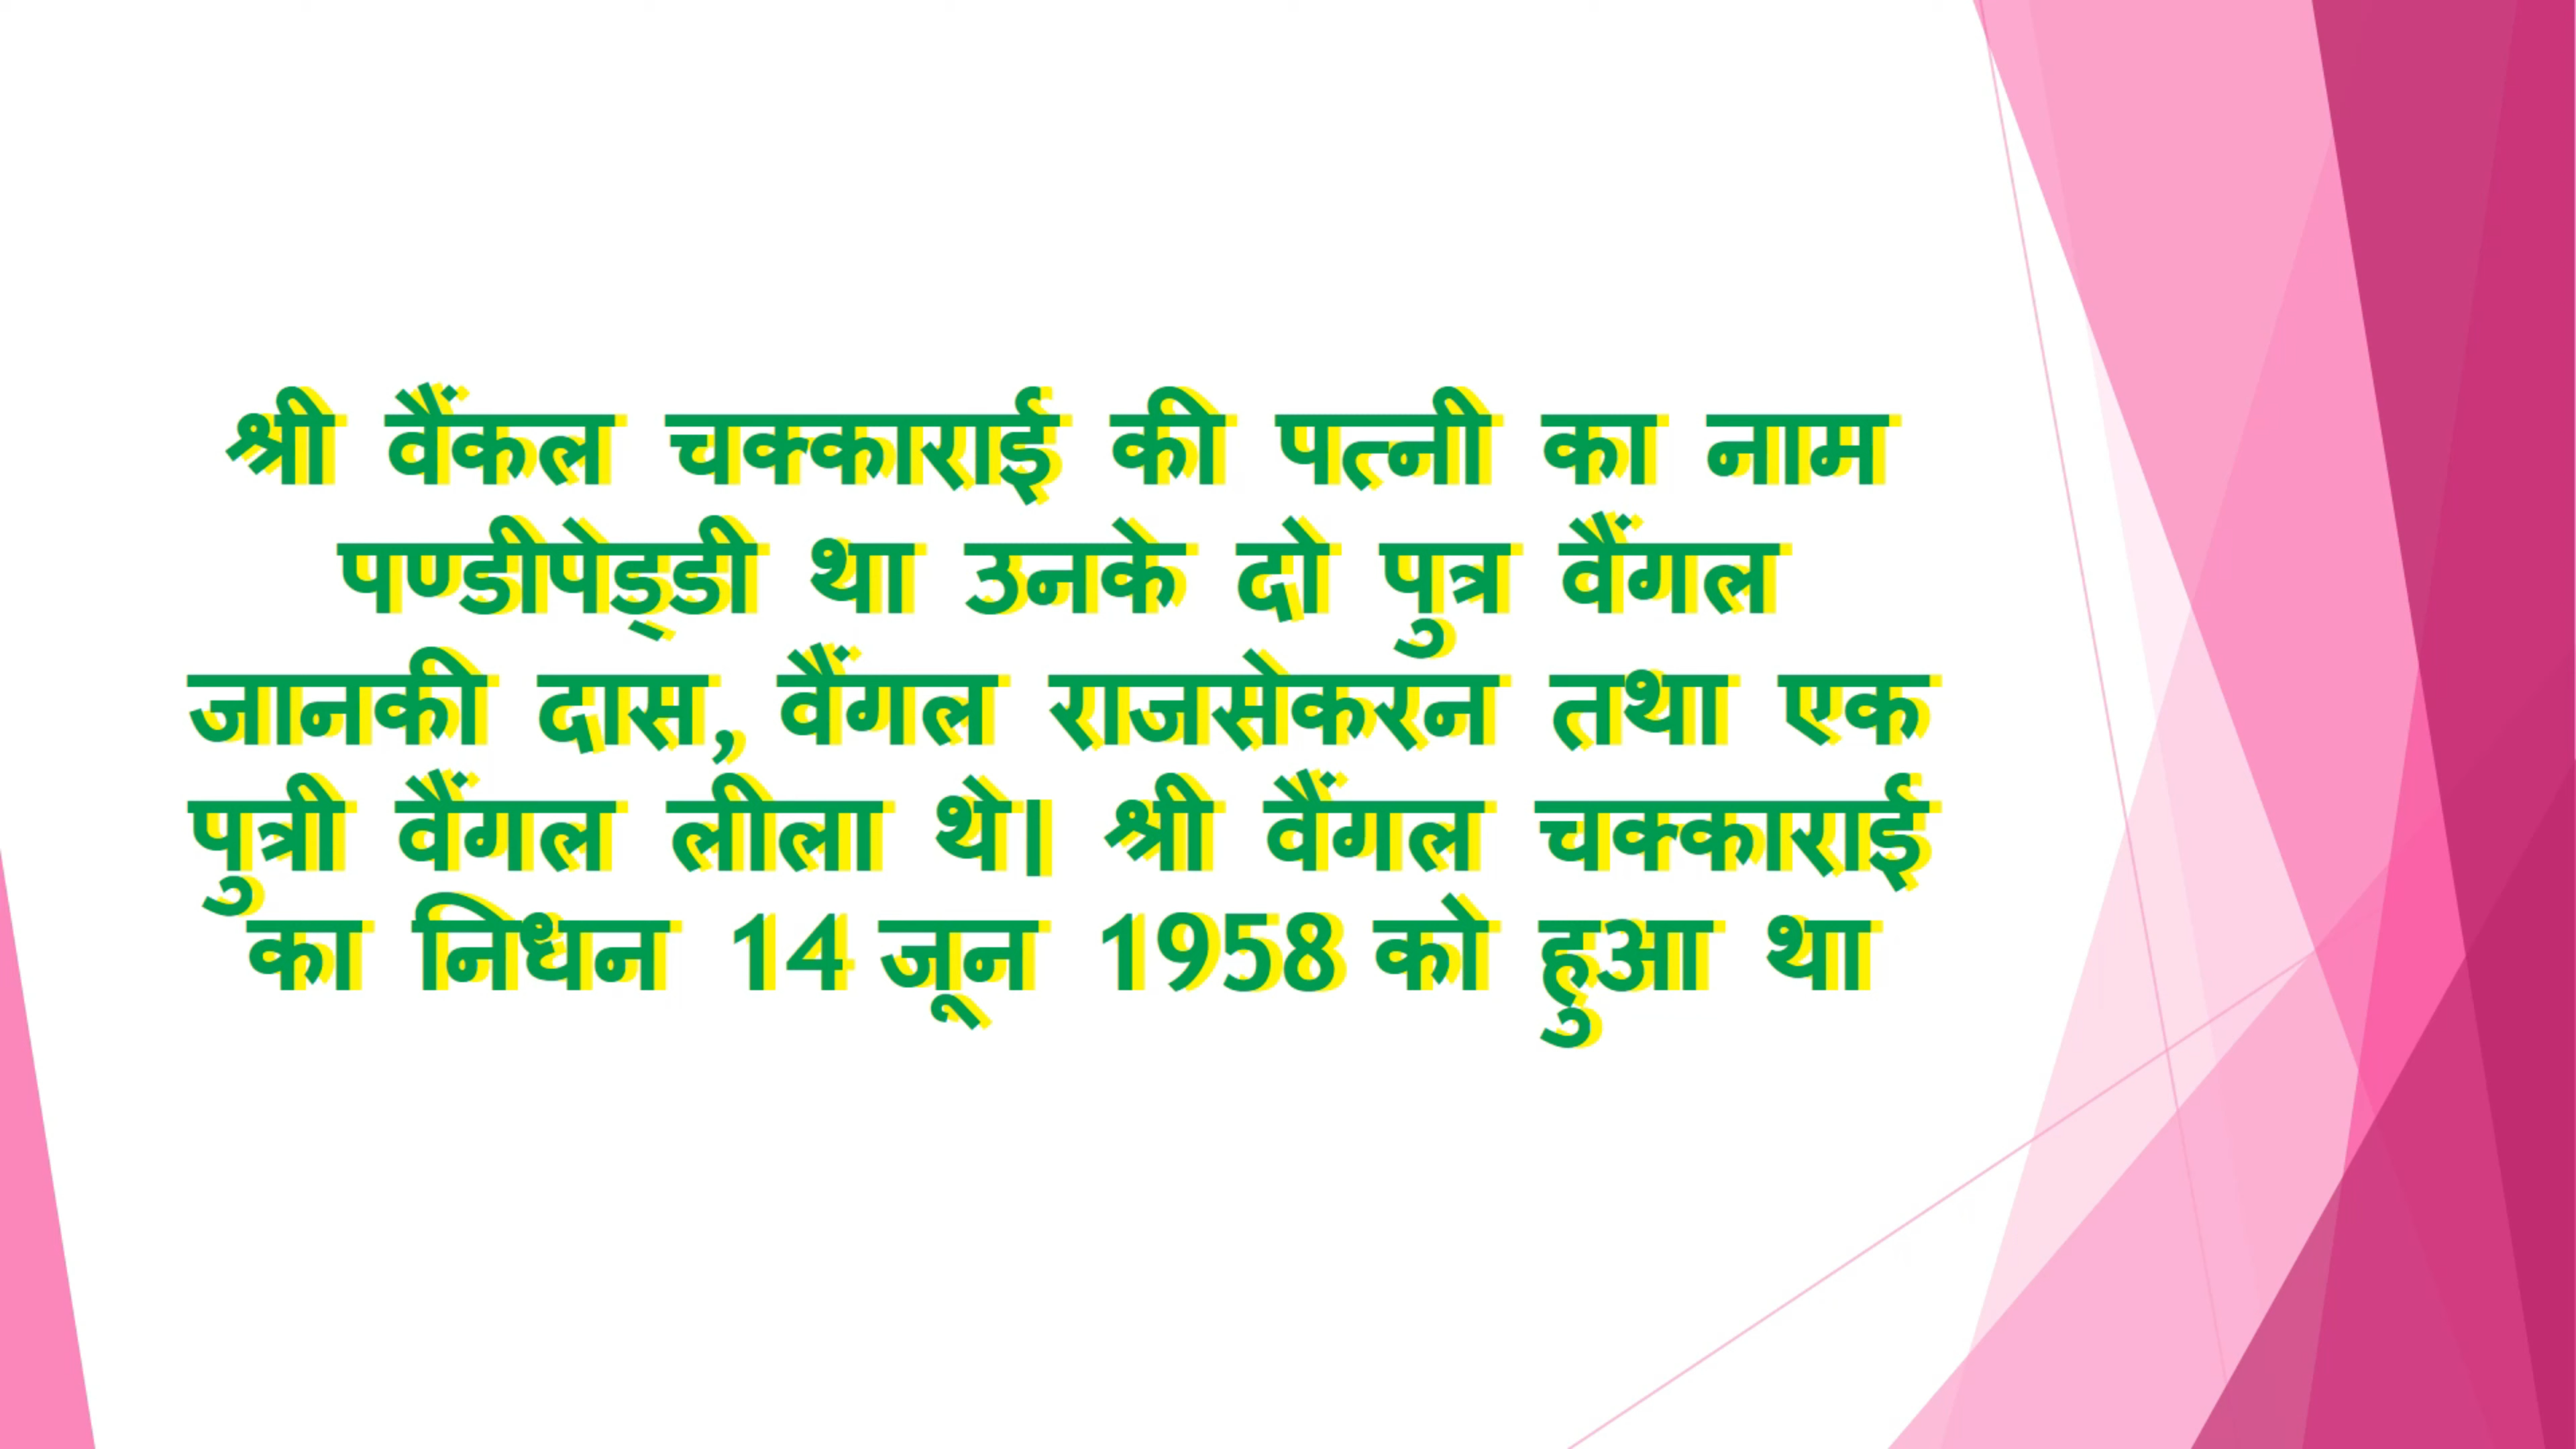 श्री वैंकल चक्काराई की पत्नी का नाम
पण्डीपेड्डी था उनके दो पुत्र वैंगल
जानकी दास, वैंगल राजसेकरन तथा एक
पुत्री वैंगल लीला थे। श्री वैंगल चक्काराई
का निधन 14 जून 1958 को हुआ था